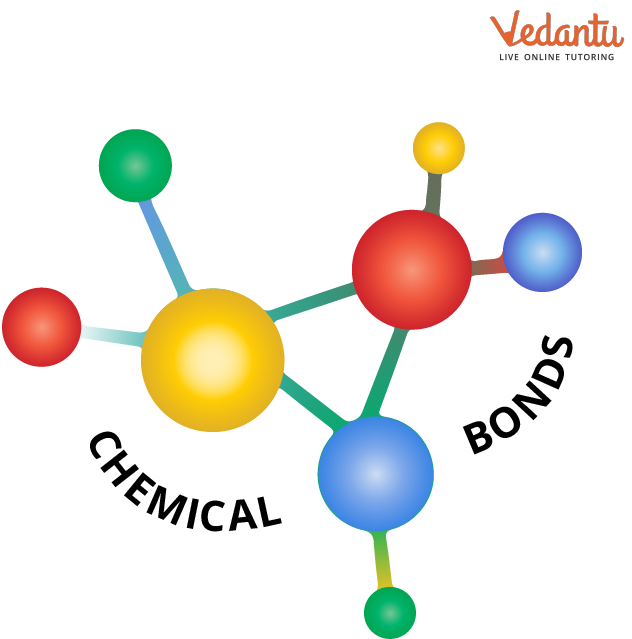 Vedantu
LIVE ONLINE TUTORING
CHEMICAL
BONDS